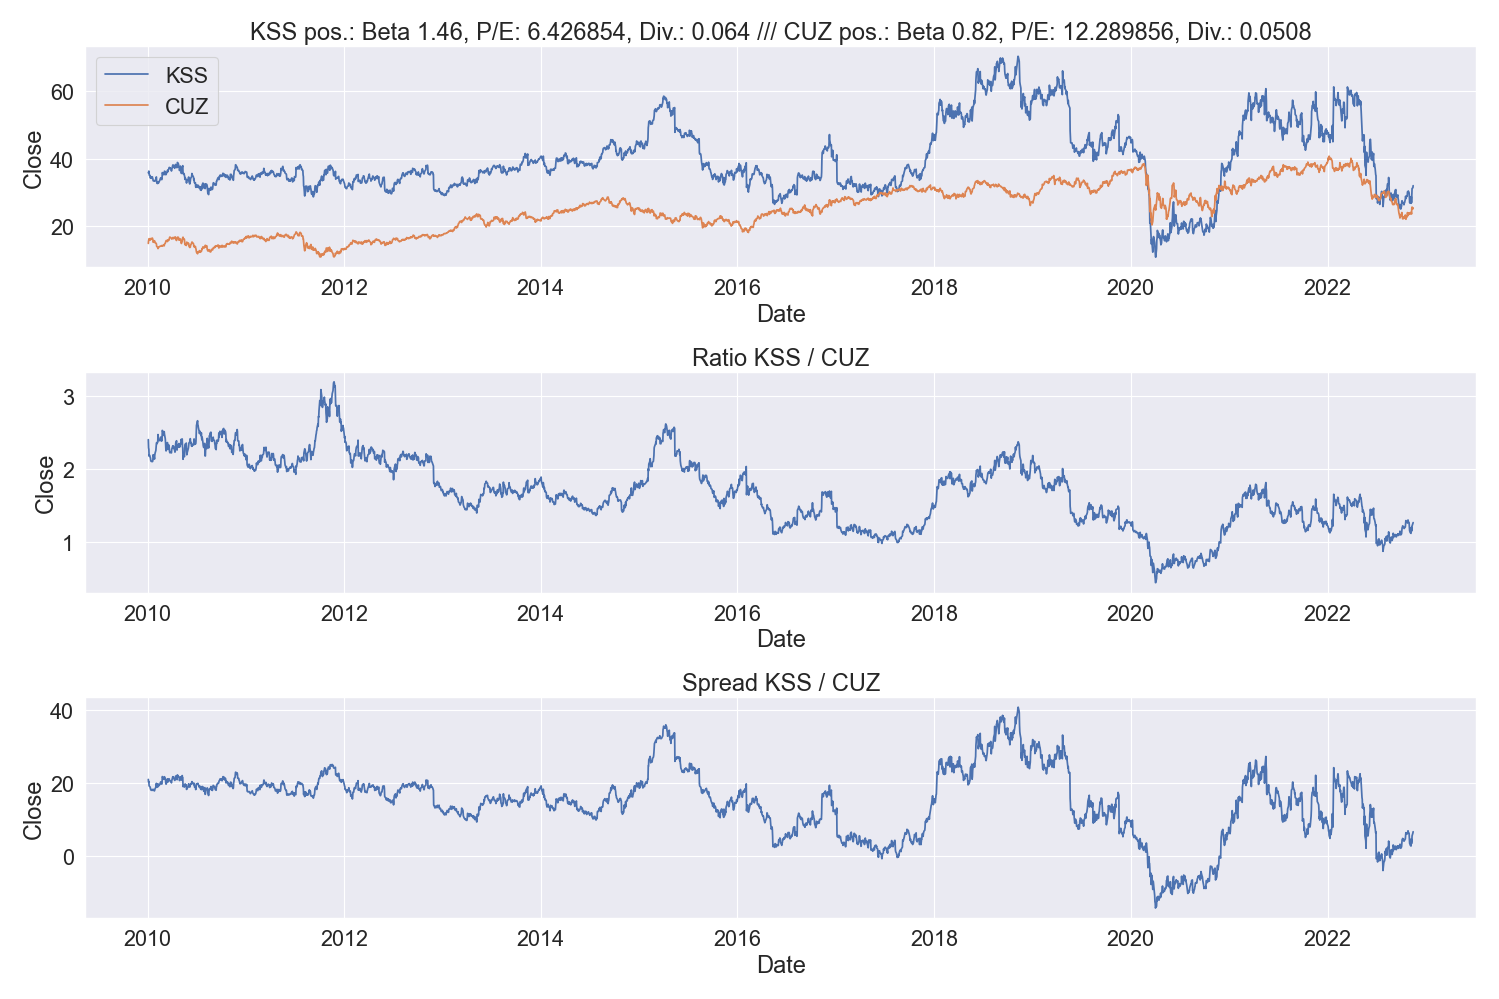 KSS pos.: Beta 1.46, P/E: 6.426854, Div.: 0.064 /// CUZ pos.: Beta 0.82, P/E: 12.289856, Div.: 0.0508
KSS
CUZ
Close
60
40
20
2010 2012 2014 2016 2018 2020 2022
Date
Ratio KSS / CUZ
Close
3
2
1
2010 2012 2014 2016 2018 2020 2022
Date
Spread KSS / CUZ
Close
40
20
0
2010 2012 2014 2016 2018 2020 2022
Date